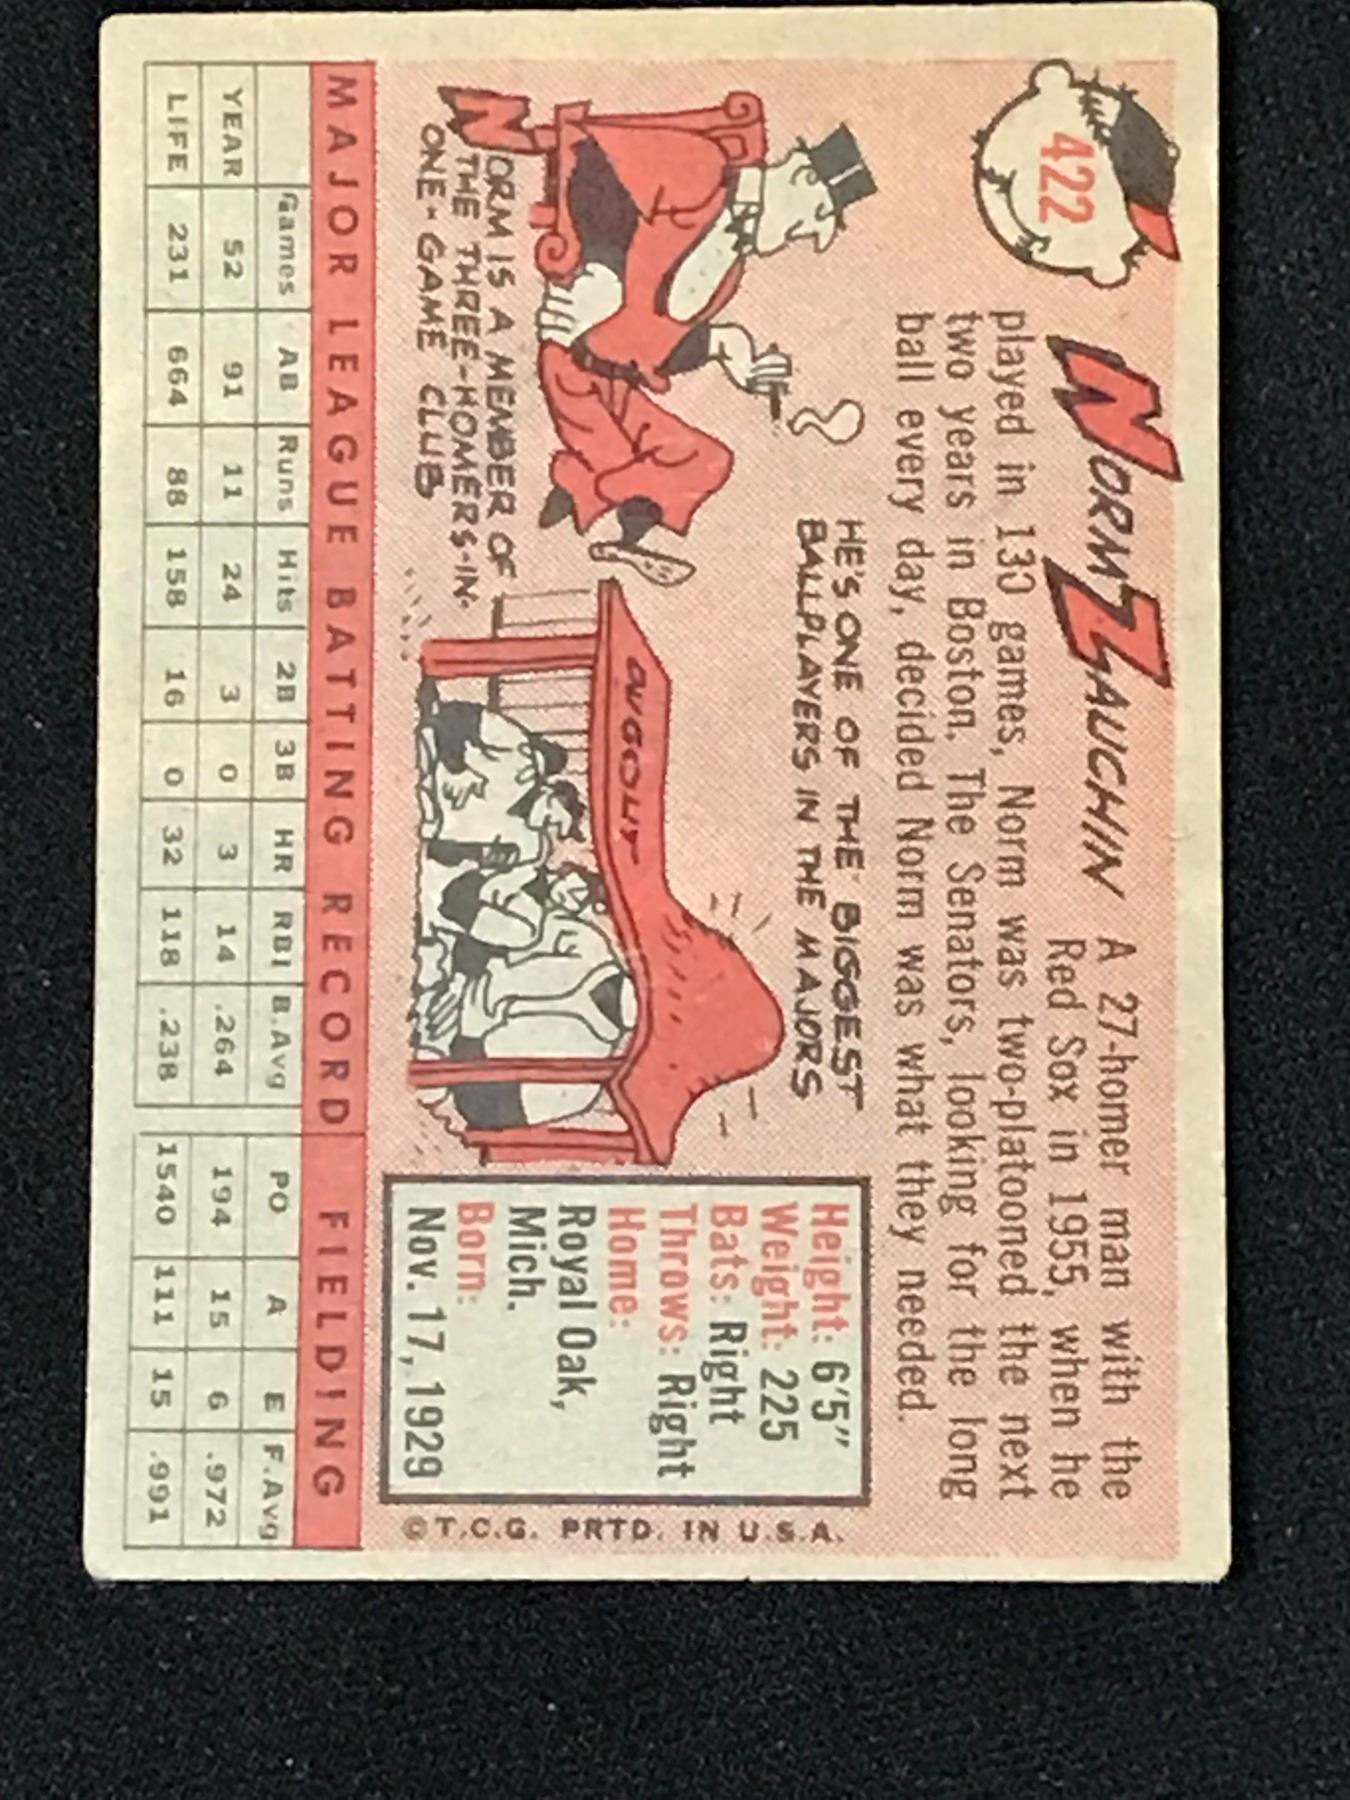 422
NORM ZAUCHIN
A 27-homer man with the
Red Sox in 1955, when he
played in 130 games, Norm was two-platooned the next
two years in Boston. The Senators, looking for the long
ball every day, decided Norm was what they needed.
HE'S ONE OF THE BIGGEST
BALLPLAYERS IN THE MAJORS
DUGOUT
NORM IS A MEMBER OF
THE THREE-HOMERS-IN-
ONE-GAME CLUB
Height: 6'5"
Weight: 225
Bats: Right
Throws: Right
Home:
Royal Oak,
Mich.
Born:
Nov. 17, 1929
©T.C.G. PRTD. IN U.S.A.
MAJOR LEAGUE BATTING RECORD FIELDING
Games AB Runs Hits 2B 3B HR RBI B.Avg PO A E F.Avg
YEAR 52 91 11 24 3 0 3 14 .264 194 15 6 .972
LIFE 231 664 88 158 16 0 32 118 .238 1540 111 15 .991